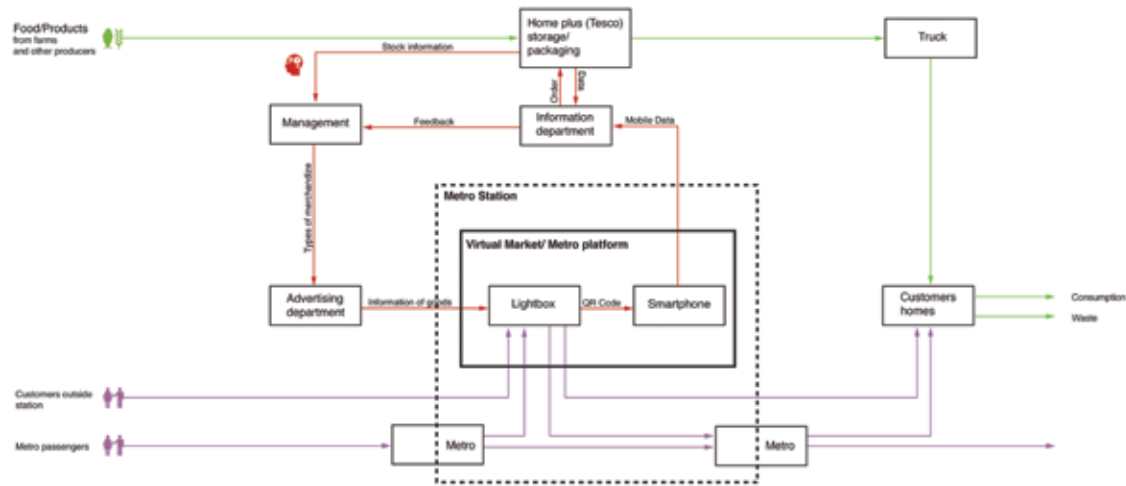 Food/Products
from farms
and other producers
Home plus (Tesco)
storage/
packaging
Truck
Stock information
Order
Data
Management
Feedback
Information
department
Mobile Data
Types of merchandize
Metro Station
Virtual Market/ Metro platform
Advertising
department
Information of goods
Lightbox
QR Code
Smartphone
Customers
homes
Consumption
Waste
Customers outside
station
Metro passengers
Metro
Metro